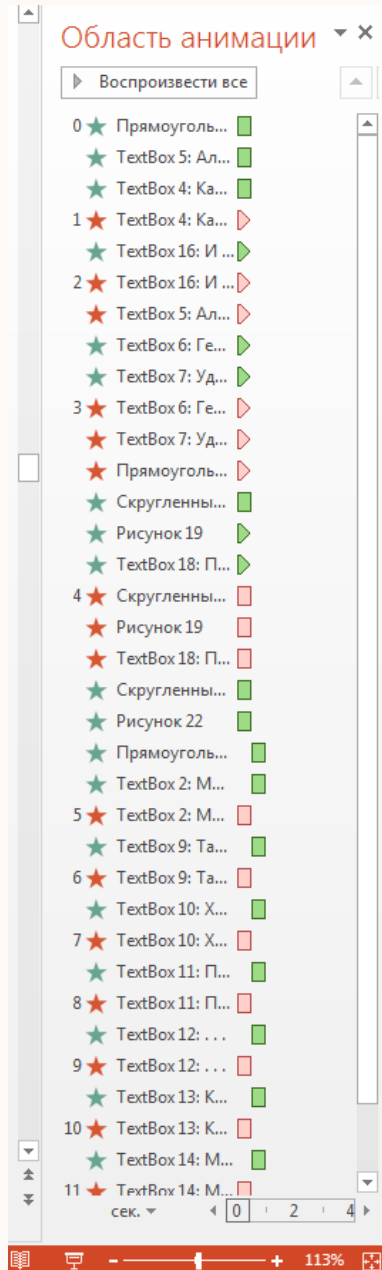 Область анимации
Воспроизвести все
0 Прямоуголь...
TextBox 5: Ал...
TextBox 4: Ка...
1 TextBox 4: Ка...
TextBox 16: И ...
2 TextBox 16: И ...
TextBox 5: Ал...
TextBox 6: Ге...
TextBox 7: Уд...
3 TextBox 6: Ге...
TextBox 7: Уд...
Прямоуголь...
Скругленны...
Рисунок 19
TextBox 18: П...
4 Скругленны...
Рисунок 19
TextBox 18: П...
Скругленны...
Рисунок 22
Прямоуголь...
TextBox 2: М...
5 TextBox 2: М...
TextBox 9: Та...
6 TextBox 9: Та...
TextBox 10: Х...
7 TextBox 10: Х...
TextBox 11: П...
8 TextBox 11: П...
TextBox 12: . . .
9 TextBox 12: . . .
TextBox 13: К...
10 TextBox 13: К...
TextBox 14: М...
11 TextBox 14: М...
сек. 0 2 4
113%